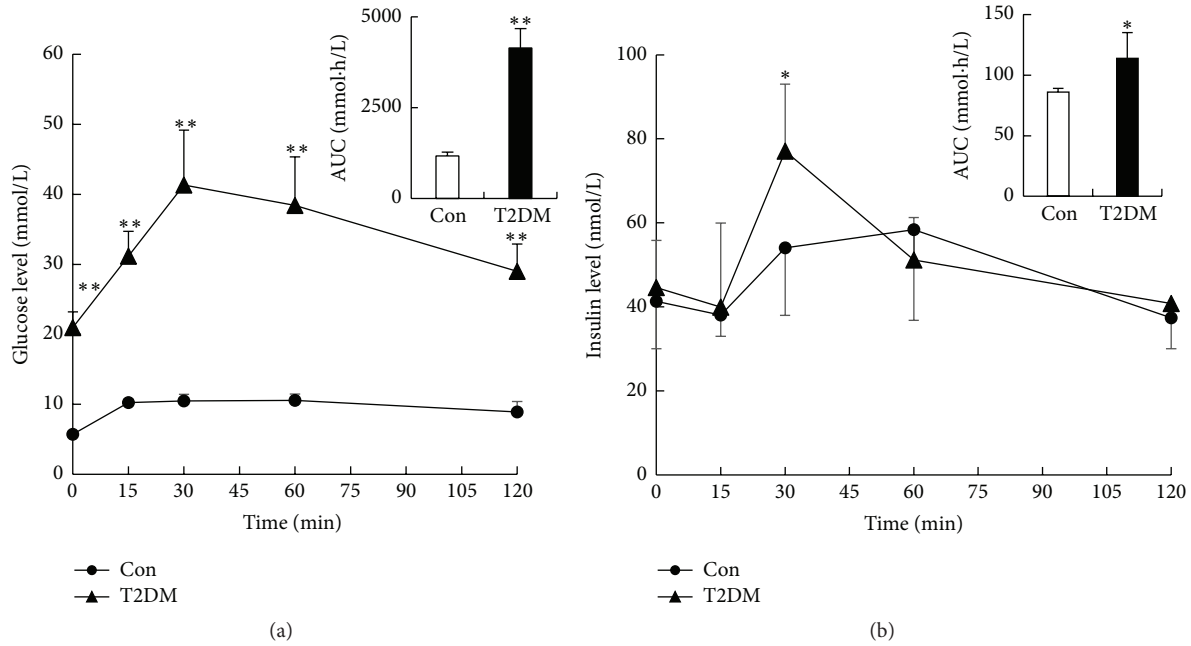 Glucose level (mmol/L)
60
50
40
30
20
10
0
**
**
**
**
**
0 15 30 45 60 75 90 105 120
Time (min)
AUC (mmol·h/L)
5000
2500
0
**
Con T2DM
Con
T2DM
(a)
Insulin level (nmol/L)
100
80
60
40
20
0
*
0 15 30 45 60 75 90 105 120
Time (min)
AUC (mmol·h/L)
150
100
50
0
*
Con T2DM
Con
T2DM
(b)